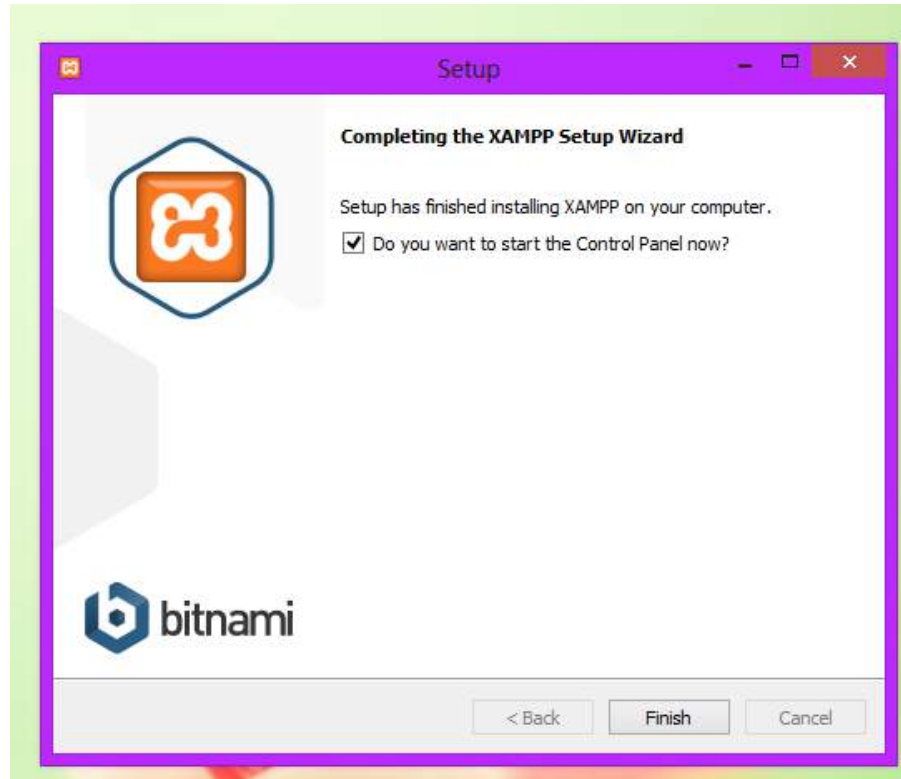 Setup
Completing the XAMPP Setup Wizard
Setup has finished installing XAMPP on your computer.
Do you want to start the Control Panel now?
bitnami
< Back
Finish
Cancel